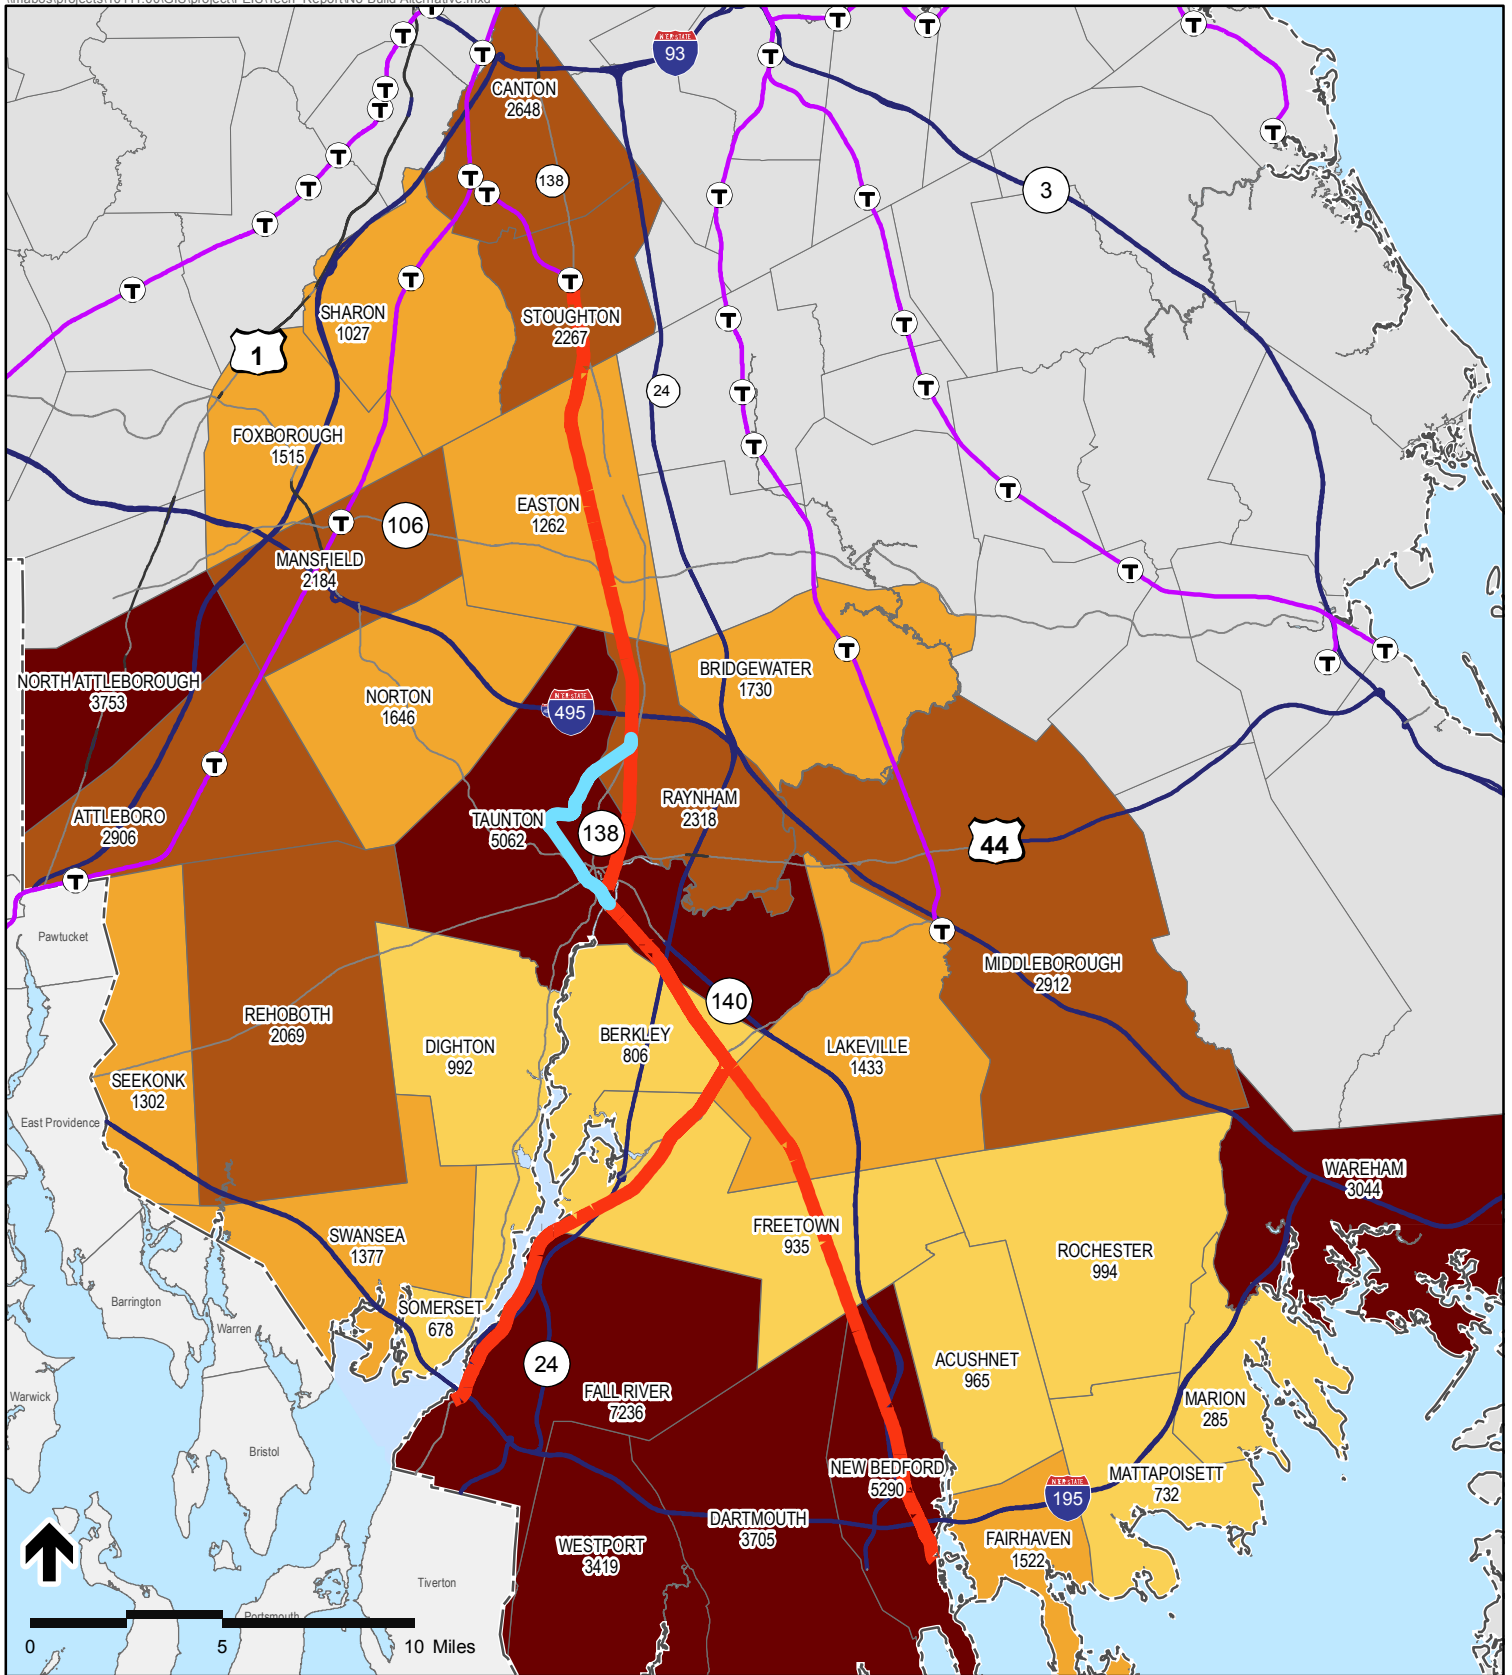 93
CANTON
2648
138
3
SHARON
1027
STOUGHTON
2267
1
24
FOXBOROUGH
1515
EASTON
1262
106
MANSFIELD
2184
NORTH ATTLEBOROUGH
3753
NORTON
1646
INTERSTATE
495
BRIDGEWATER
1730
ATTLEBORO
2906
TAUNTON
5062
138
RAYNHAM
2318
44
Pawtucket
MIDDLEBOROUGH
2912
REHOBOTH
2069
140
DIGHTON
992
BERKLEY
806
LAKEVILLE
1433
SEEKONK
1302
East Providence
WAREHAM
3044
SWANSEA
1377
FREETOWN
935
ROCHESTER
994
Barrington
Warren
SOMERSET
678
24
ACUSHNET
965
FALL RIVER
7236
MARION
285
Warwick
Bristol
NEW BEDFORD
5290
MATTAPOISETT
732
INTERSTATE
195
DARTMOUTH
3705
WESTPORT
3419
FAIRHAVEN
1522
Tiverton
Portsmouth
0 5 10 Miles